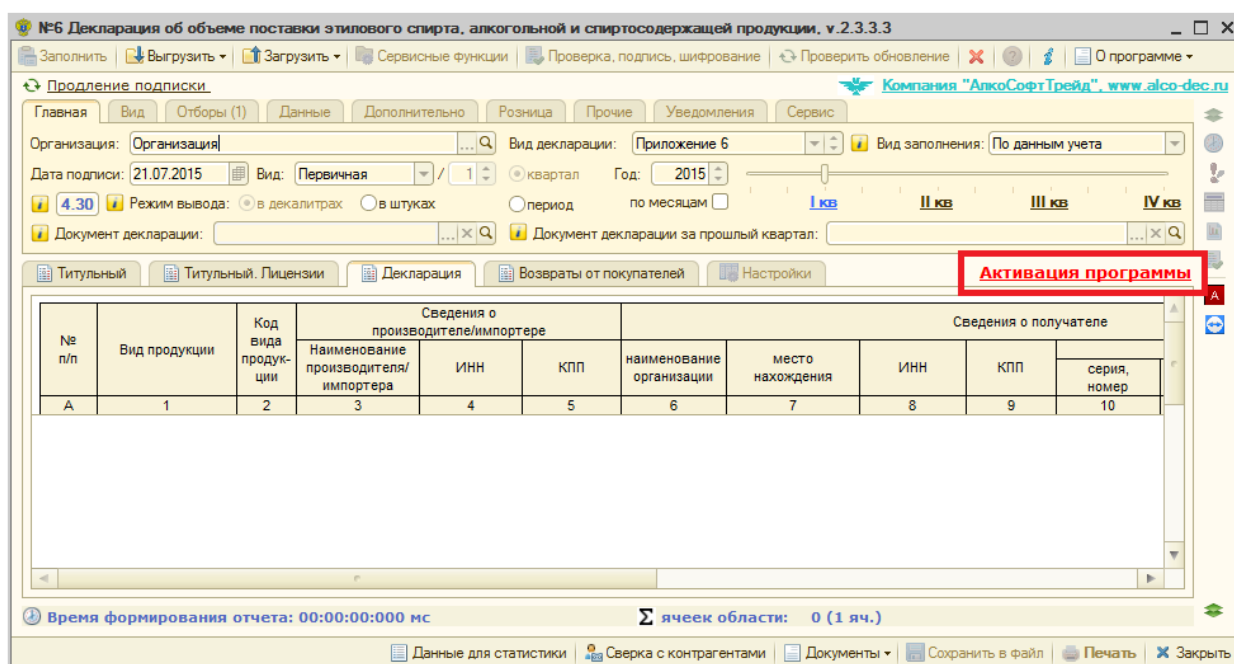 №6 Декларация об объеме поставки этилового спирта, алкогольной и спиртосодержащей продукции, v.2.3.3.3
Заполнить Выгрузить Загрузить Сервисные функции Проверка, подпись, шифрование Проверить обновление О программе
Продление подписки Компания "АлкоСофтТрейд", www.alco-dec.ru
Главная Вид Отборы (1) Данные Дополнительно Розница Прочие Уведомления Сервис
Организация: Организация ... Вид декларации: Приложение 6 Вид заполнения: По данным учета
Дата подписи: 21.07.2015 Вид: Первичная / 1 квартал Год: 2015
4.30 Режим вывода: в декалитрах в штуках период по месяцам I кв II кв III кв IV кв
Документ декларации: ... Документ декларации за прошлый квартал: ...
Титульный Титульный. Лицензии Декларация Возвраты от покупателей Настройки Активация программы
№ п/п Вид продукции Код вида продук- ции Сведения о производителе/импортере Сведения о получателе
Наименование производителя/ импортера ИНН КПП наименование организации место нахождения ИНН КПП серия, номер
А 1 2 3 4 5 6 7 8 9 10
Время формирования отчета: 00:00:00:000 мс Σ ячеек области: 0 (1 яч.)
Данные для статистики Сверка с контрагентами Документы Сохранить в файл Печать Закрыть